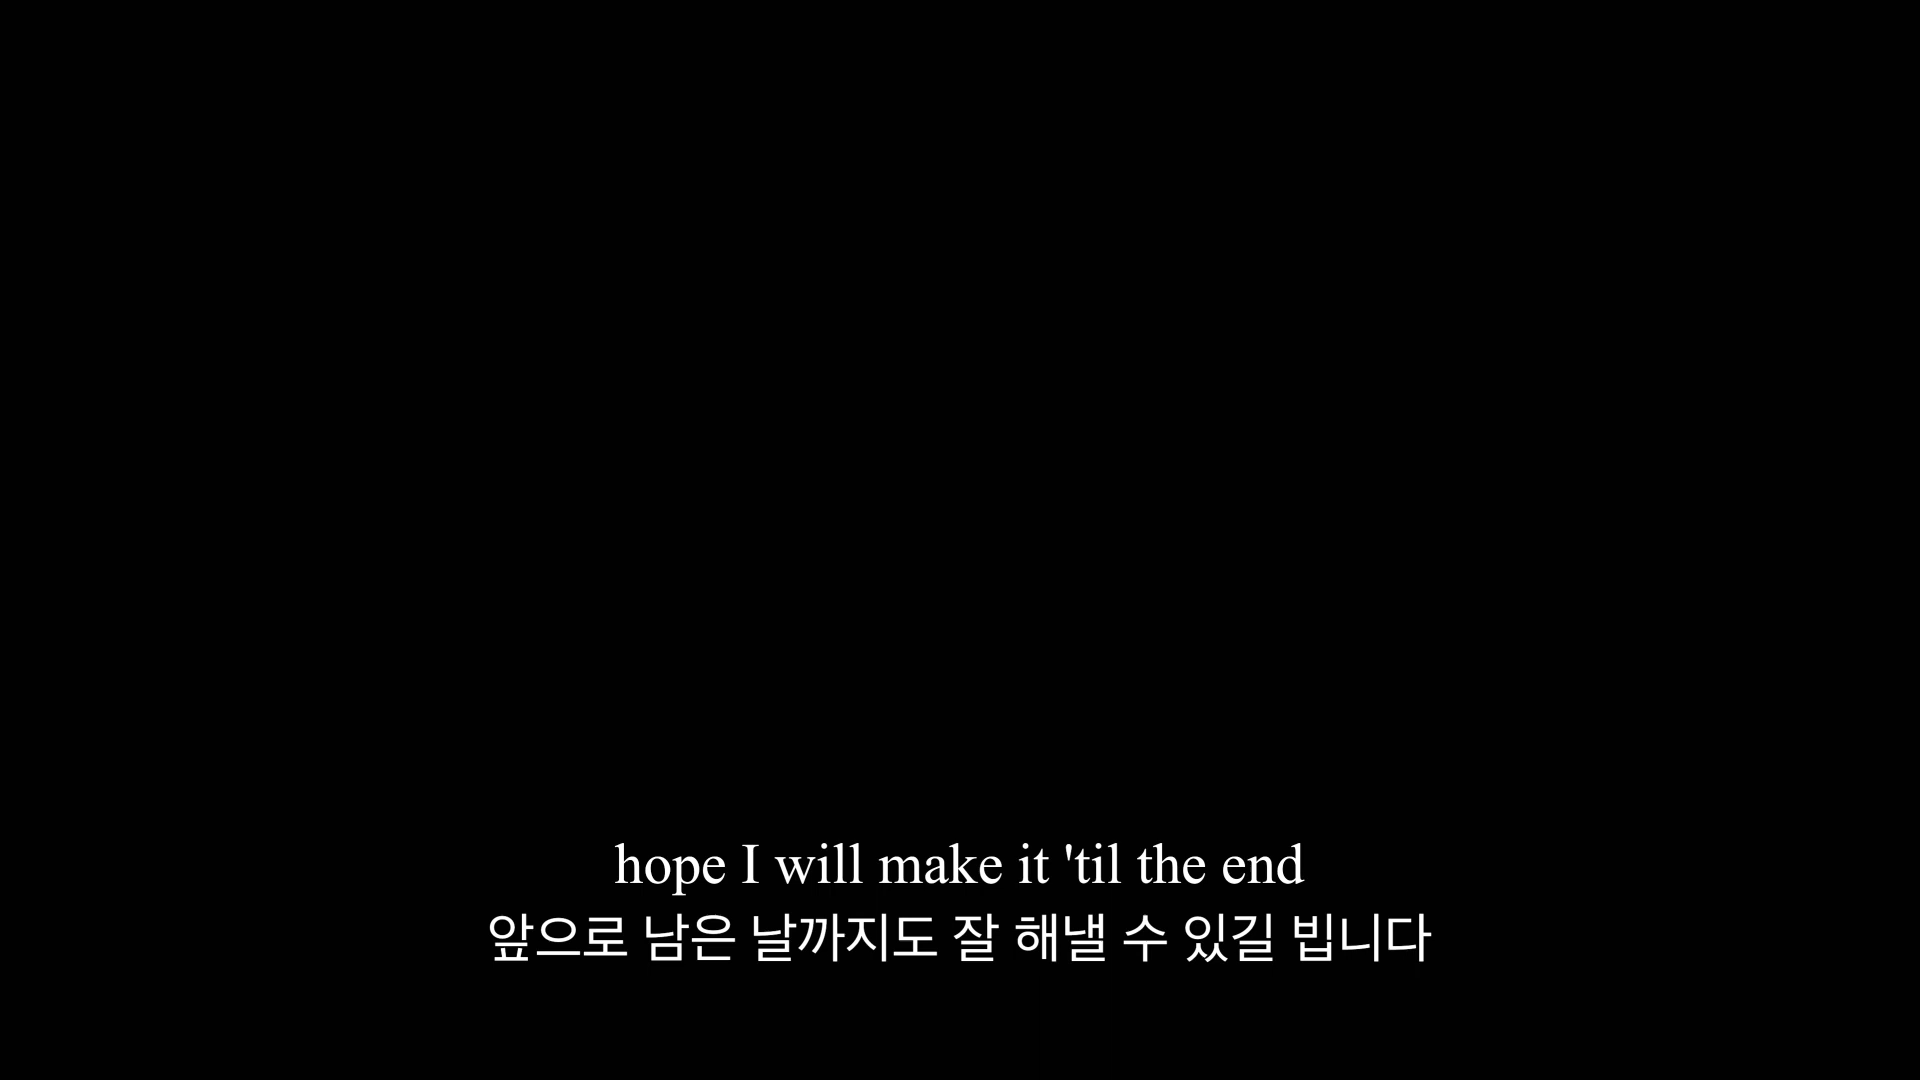 hope I will make it 'til the end
앞으로 남은 날까지도 잘 해낼 수 있길 빕니다